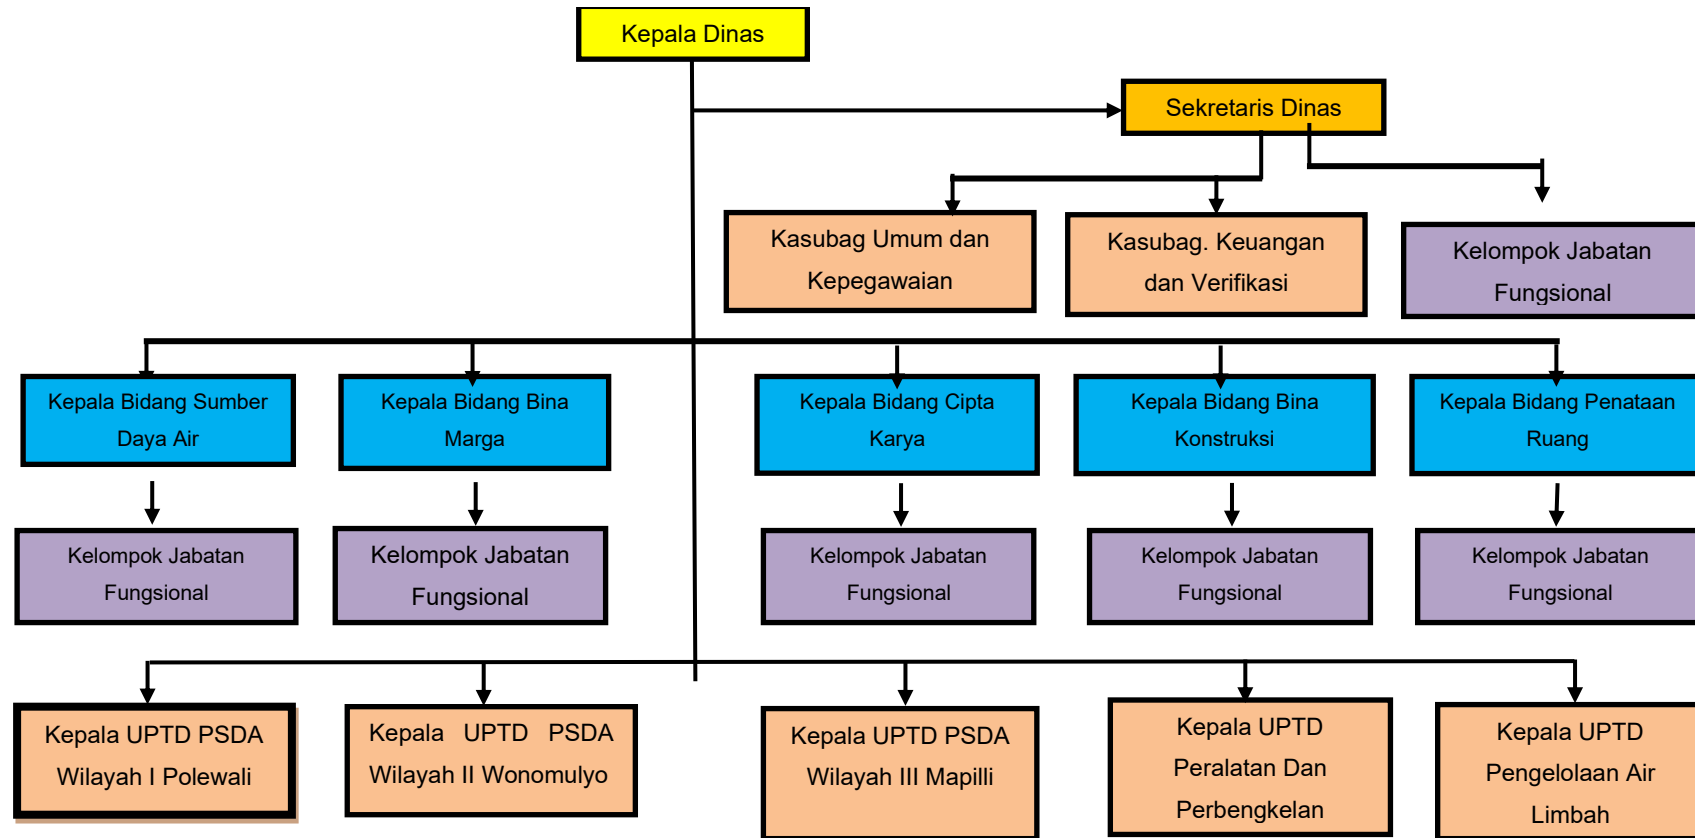 Kepala Dinas
Sekretaris Dinas
Kasubag Umum dan
Kepegawaian
Kasubag. Keuangan
dan Verifikasi
Kelompok Jabatan
Fungsional
Kepala Bidang Sumber
Daya Air
Kepala Bidang Bina
Marga
Kepala Bidang Cipta
Karya
Kepala Bidang Bina
Konstruksi
Kepala Bidang Penataan
Ruang
Kelompok Jabatan
Fungsional
Kelompok Jabatan
Fungsional
Kelompok Jabatan
Fungsional
Kelompok Jabatan
Fungsional
Kelompok Jabatan
Fungsional
Kepala UPTD PSDA
Wilayah I Polewali
Kepala UPTD PSDA
Wilayah II Wonomulyo
Kepala UPTD PSDA
Wilayah III Mapilli
Kepala UPTD
Peralatan Dan
Perbengkelan
Kepala UPTD
Pengelolaan Air
Limbah